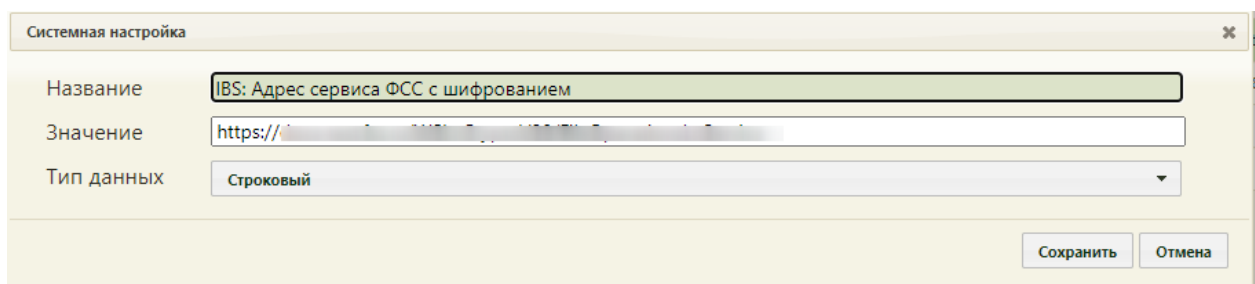 Системная настройка
Название IBS: Адрес сервиса ФСС с шифрованием
Значение https://
Тип данных Строковый
Сохранить Отмена